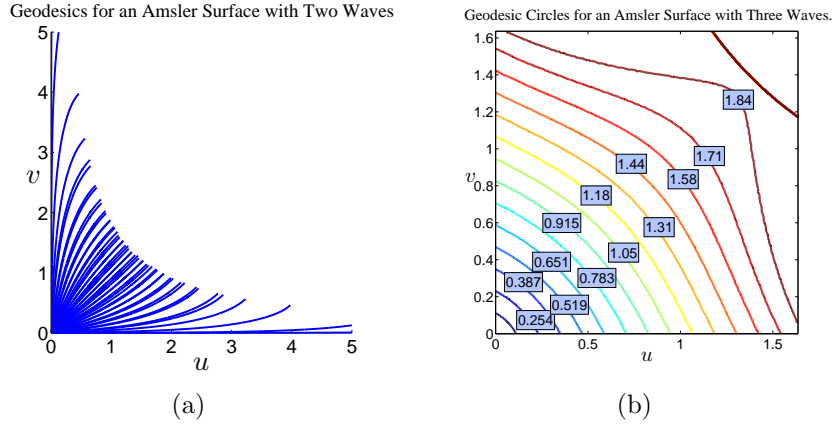 Geodesics for an Amsler Surface with Two Waves
5
4
3
v
2
1
0
0 1 2 3 4 5
u
(a)
Geodesic Circles for an Amsler Surface with Three Waves.
1.6
1.4
1.2
1
v
0.8
0.6
0.4
0.2
0
0 0.5 1 1.5
u
1.84
1.71
1.44
1.58
1.18
1.31
0.915
1.05
0.651
0.783
0.387
0.519
0.254
(b)